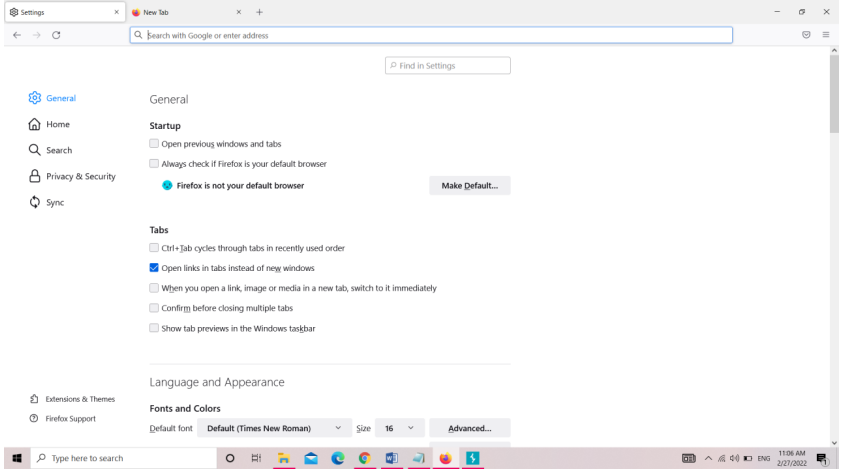 Settings
New Tab
Search with Google or enter address
Find in Settings
General
Home
Search
Privacy & Security
Sync
Extensions & Themes
Firefox Support
General
Startup
Open previous windows and tabs
Always check if Firefox is your default browser
Firefox is not your default browser
Make Default...
Tabs
Ctrl+Tab cycles through tabs in recently used order
Open links in tabs instead of new windows
When you open a link, image or media in a new tab, switch to it immediately
Confirm before closing multiple tabs
Show tab previews in the Windows taskbar
Language and Appearance
Fonts and Colors
Default font Default (Times New Roman) Size 16 Advanced...
Type here to search
ENG
11:06 AM
2/27/2022